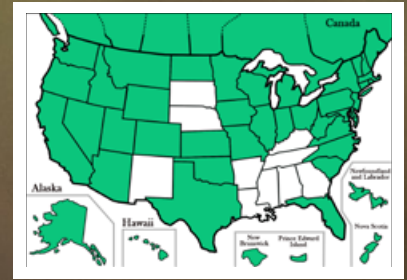 Canada
Alaska
Hawaii
New
Brunswick
Prince Edward
Island
Newfoundland
and Labrador
Nova Scotia